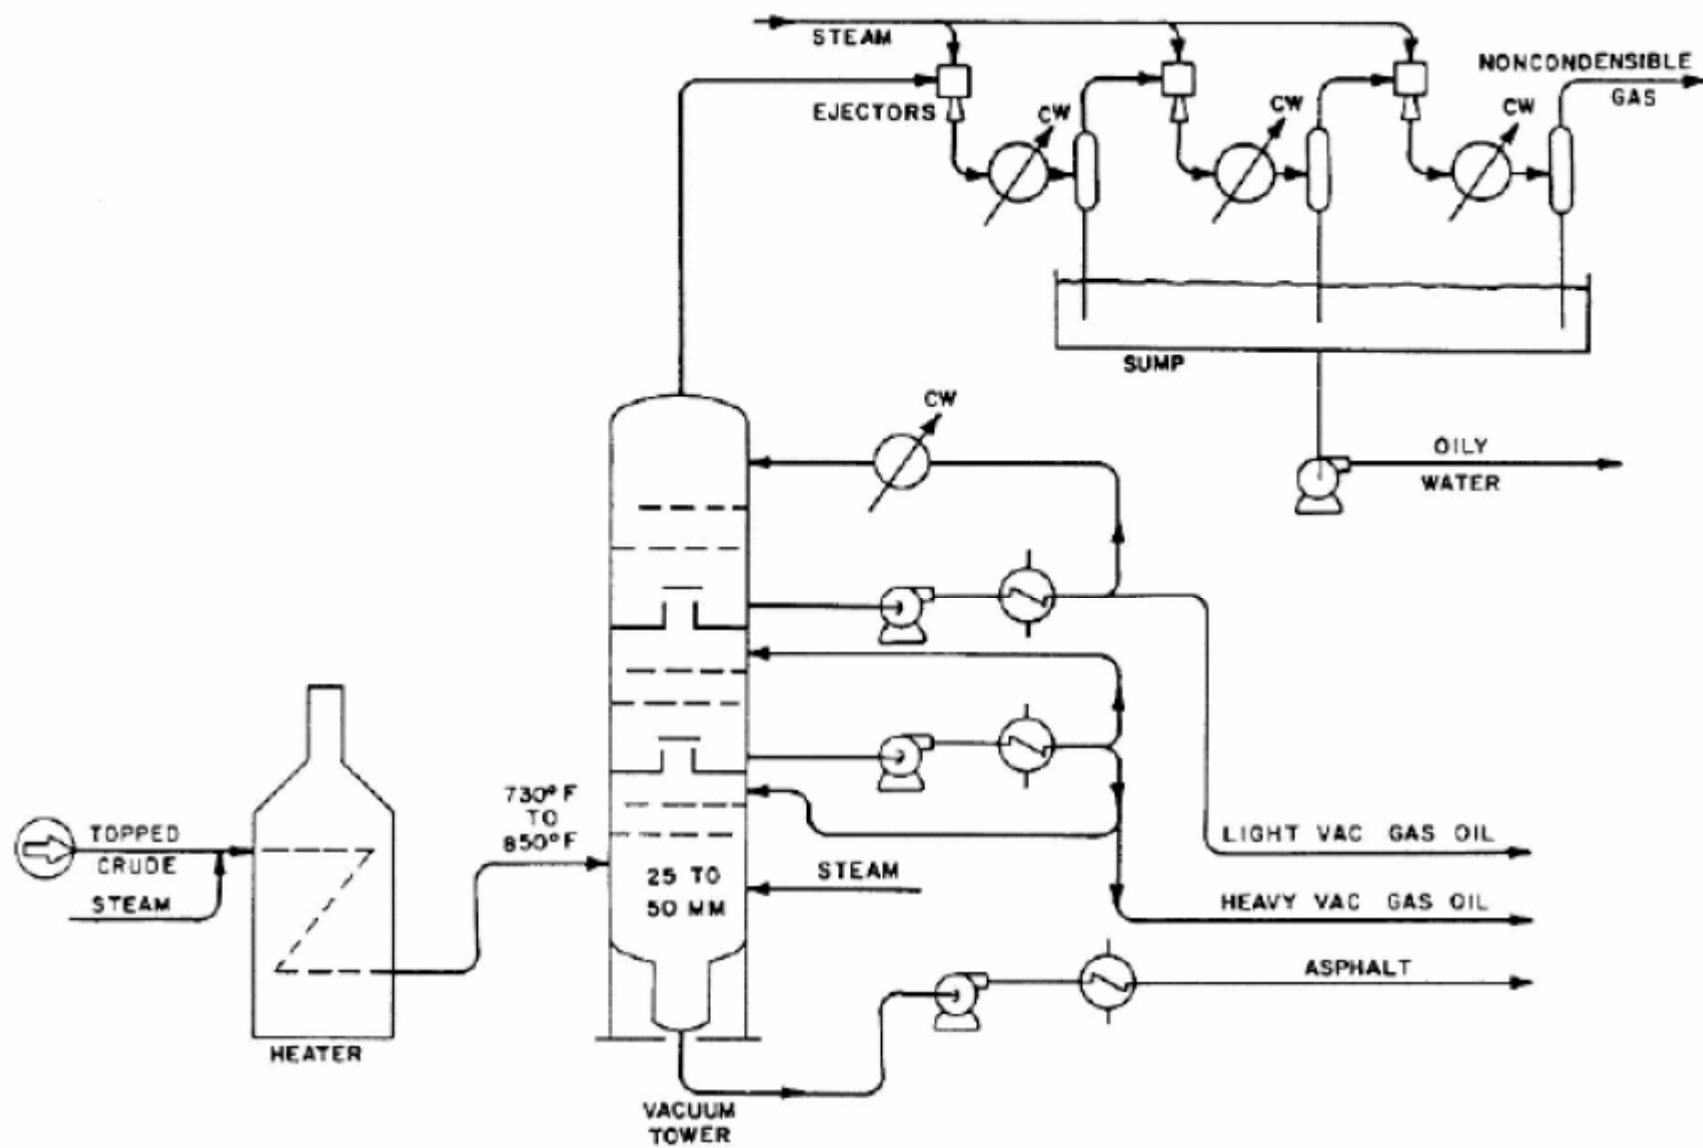 STEAM
NONCONDENSIBLE
GAS
EJECTORS
CW
CW
CW
SUMP
CW
OILY
WATER
730° F
TO
850° F
TOPPED
CRUDE
STEAM
25 TO
50 MM
STEAM
LIGHT VAC GAS OIL
HEAVY VAC GAS OIL
ASPHALT
HEATER
VACUUM
TOWER